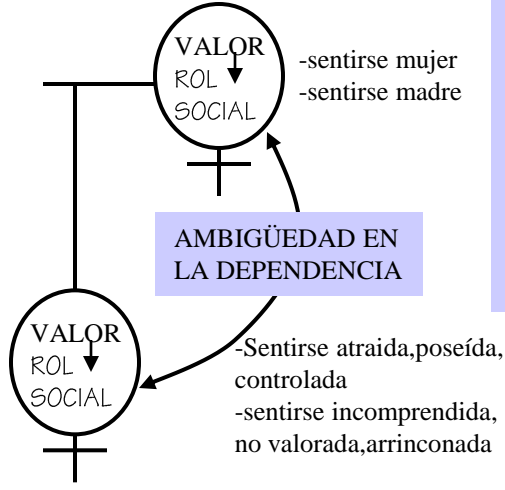 VALOR
ROL
SOCIAL
-sentirse mujer
-sentirse madre
AMBIGÜEDAD EN
LA DEPENDENCIA
VALOR
ROL
SOCIAL
-Sentirse atraida,poseída,
controlada
-sentirse incomprendida,
no valorada,arrinconada